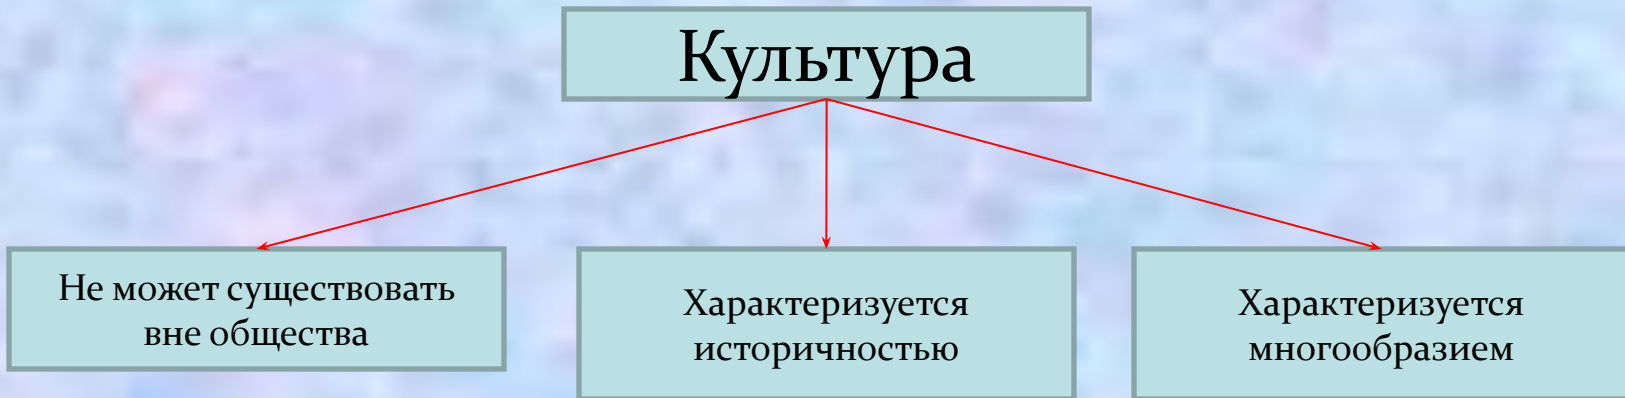 Культура
Не может существовать
вне общества
Характеризуется
историчностью
Характеризуется
многообразием